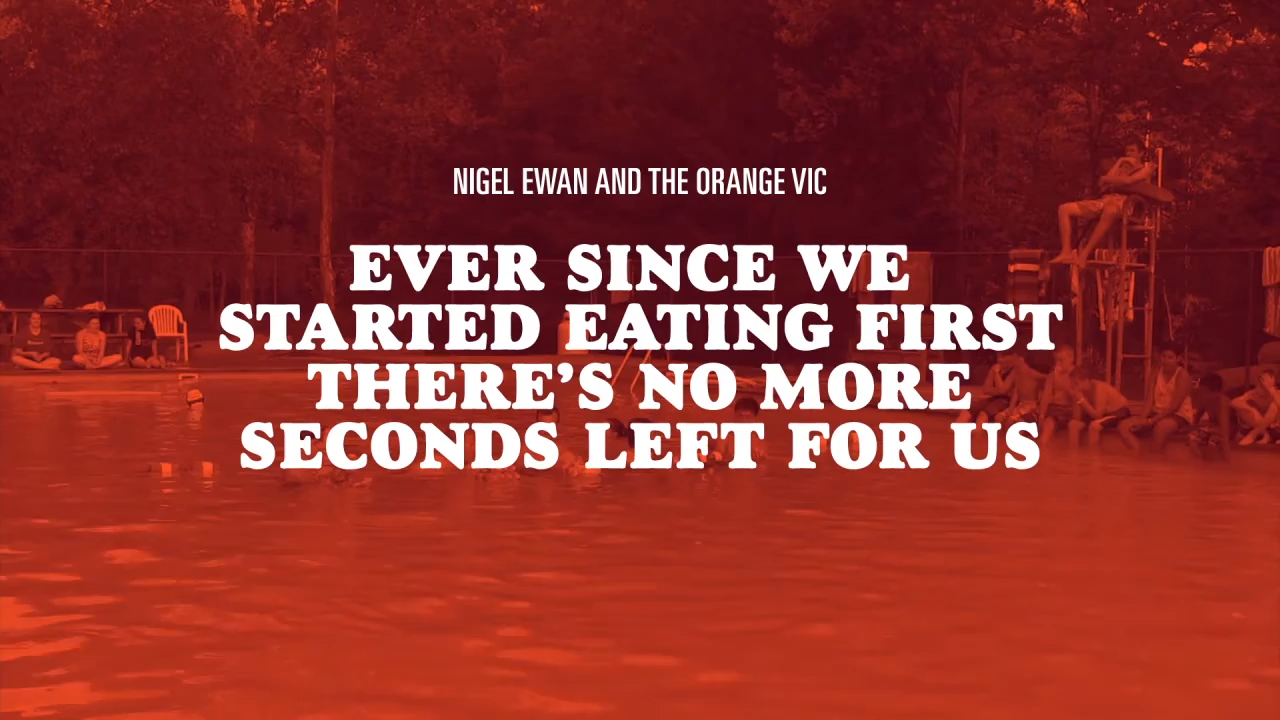 NIGEL EWAN AND THE ORANGE VIC
EVER SINCE WE
STARTED EATING FIRST
THERE’S NO MORE
SECONDS LEFT FOR US